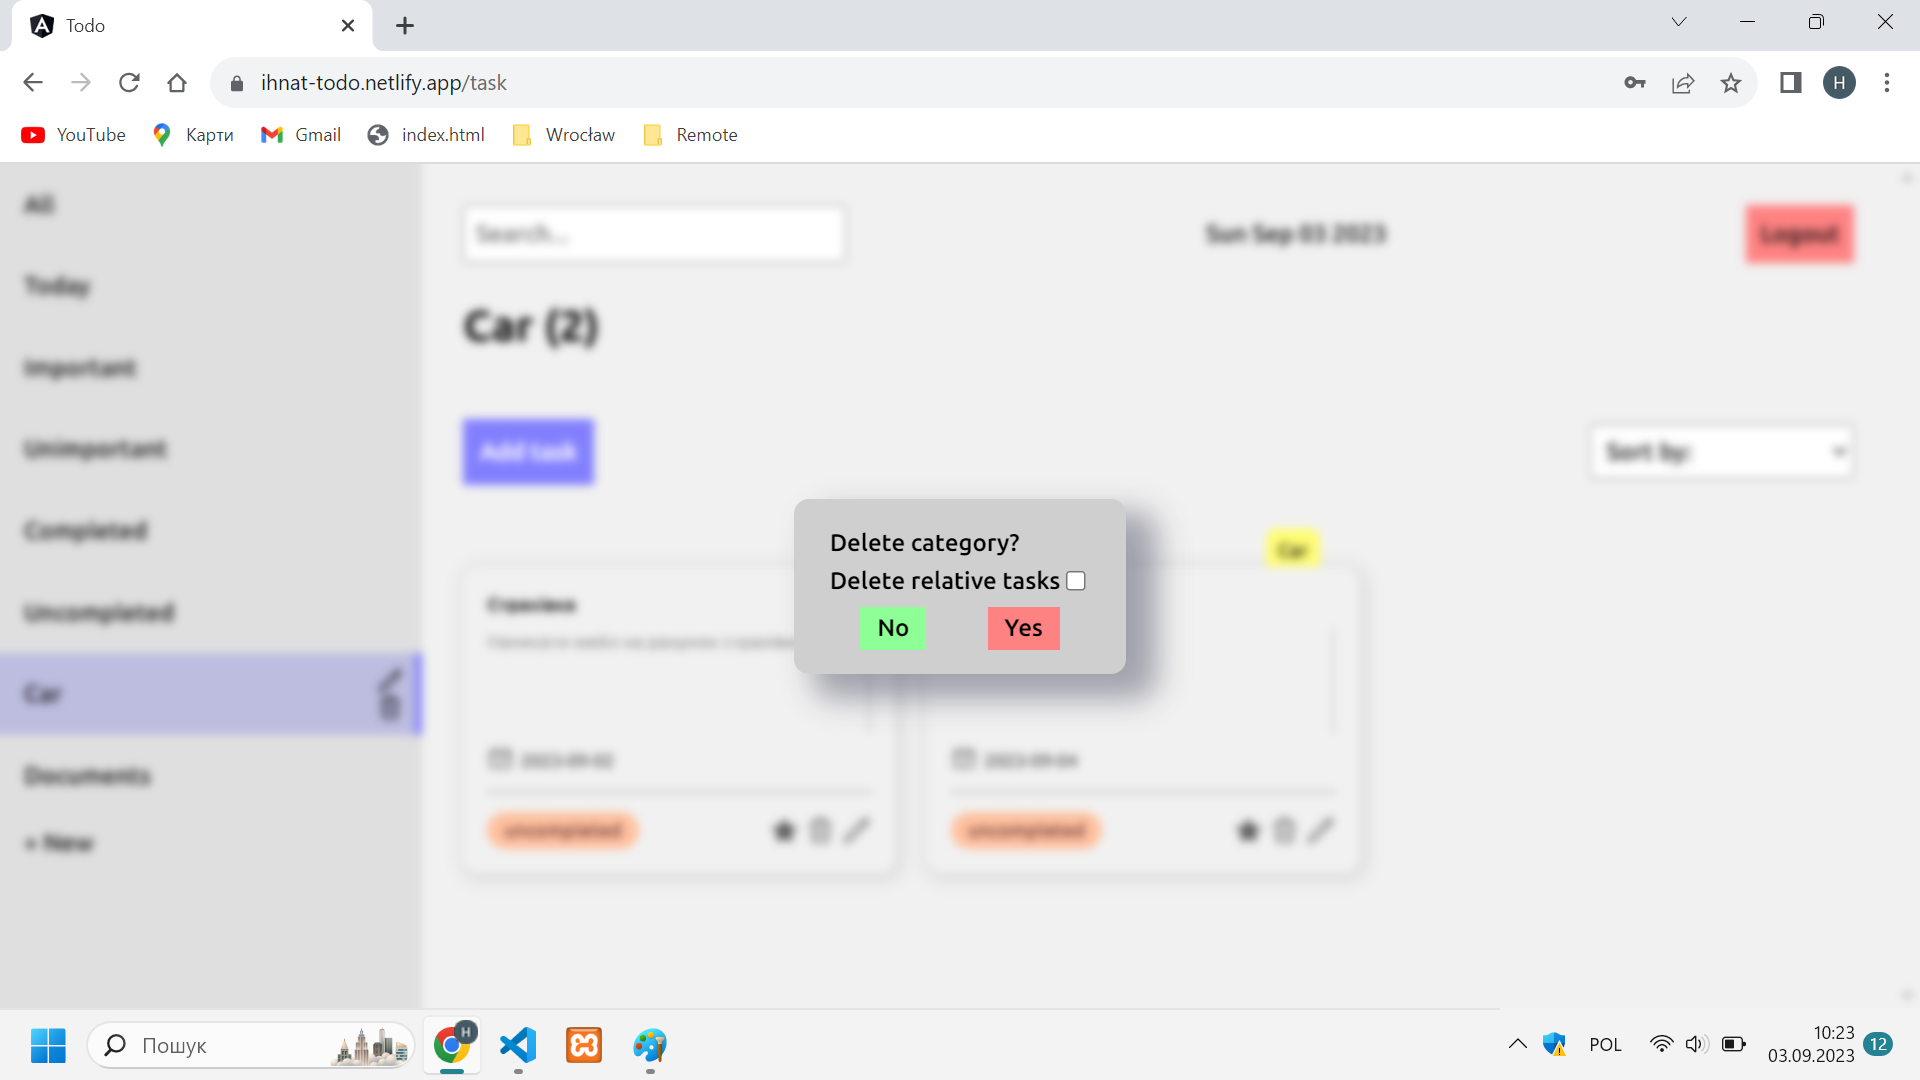 Todo
ihnat-todo.netlify.app/task
H
YouTube
Карти
Gmail
index.html
Wrocław
Remote
All
Today
Important
Unimportant
Completed
Uncompleted
Car
Documents
+ New
Search...
Sun Sep 03 2023
Logout
Car (2)
Add task
Sort by:
Delete category?
Delete relative tasks
No
Yes
Car
Страхівка
2023-09-02
2023-09-04
uncompleted
uncompleted
Пошук
H
POL
10:23
03.09.2023
12